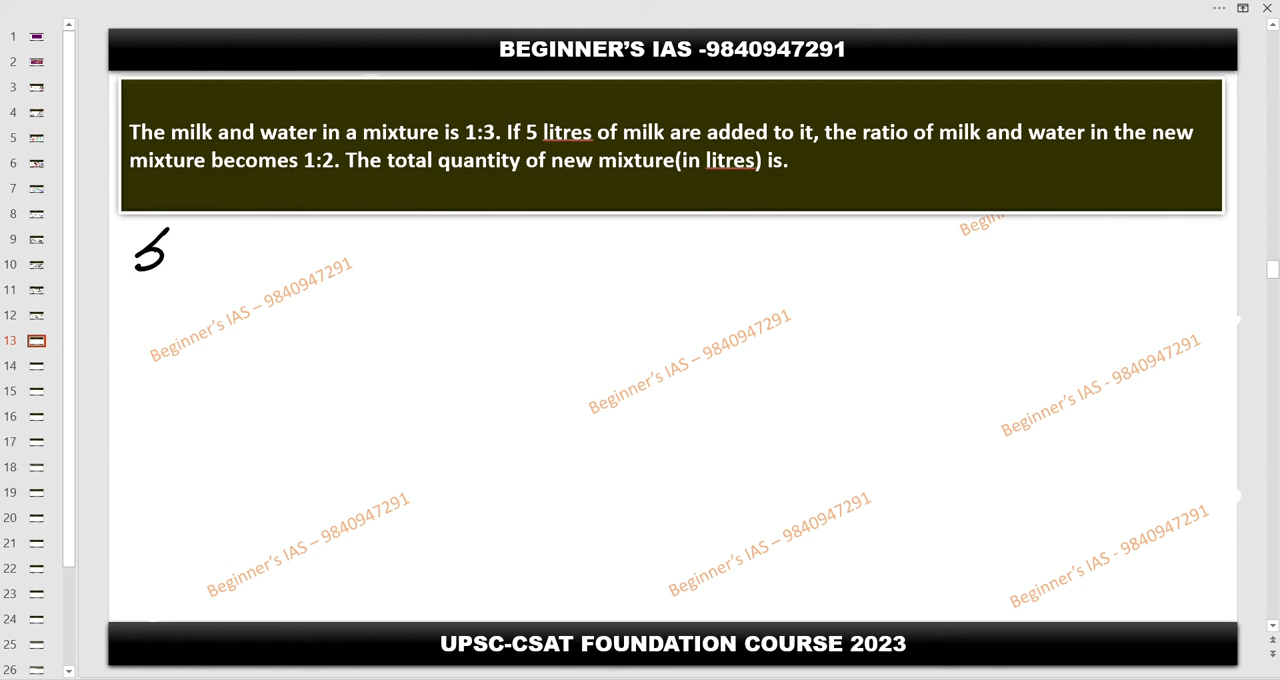 1
2
3
4
5
6
7
8
9
10
11
12
13
14
15
16
17
18
19
20
21
22
23
24
25
26
BEGINNER’S IAS -9840947291
The milk and water in a mixture is 1:3. If 5 litres of milk are added to it, the ratio of milk and water in the new
mixture becomes 1:2. The total quantity of new mixture(in litres) is.
5
Begin
Beginner’s IAS – 9840947291
Beginner’s IAS – 9840947291
Beginner’s IAS - 9840947291
Beginner’s IAS – 9840947291
Beginner’s IAS – 9840947291
Beginner’s IAS - 9840947291
UPSC-CSAT FOUNDATION COURSE 2023